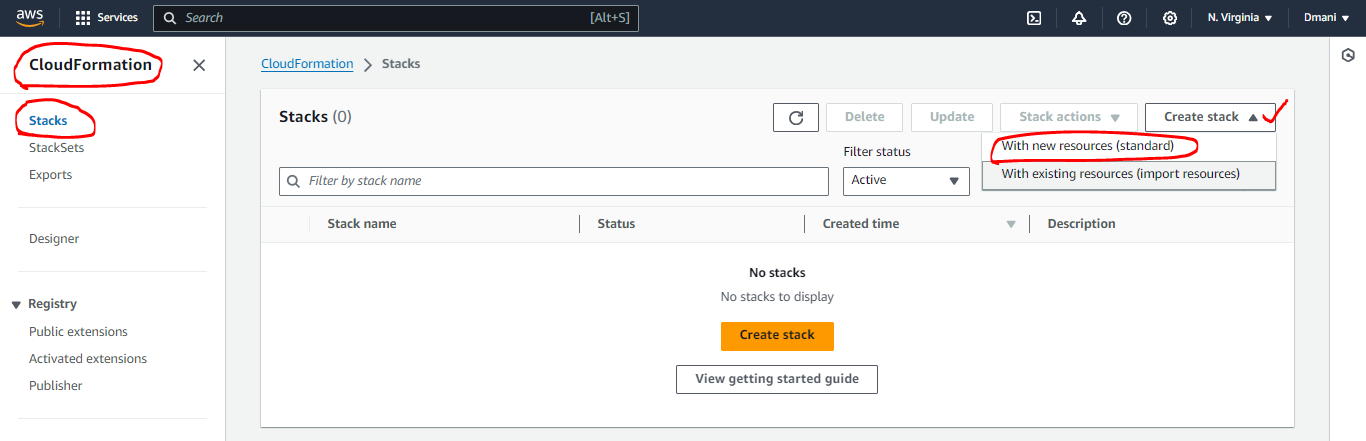 aws Services Search [Alt+S] N. Virginia Dmani
CloudFormation
CloudFormation Stacks
Stacks
StackSets
Exports
Designer
Registry
Public extensions
Activated extensions
Publisher
Stacks (0) Delete Update Stack actions Create stack
With new resources (standard)
With existing resources (import resources)
Filter status
Filter by stack name Active
Stack name Status Created time Description
No stacks
No stacks to display
Create stack
View getting started guide